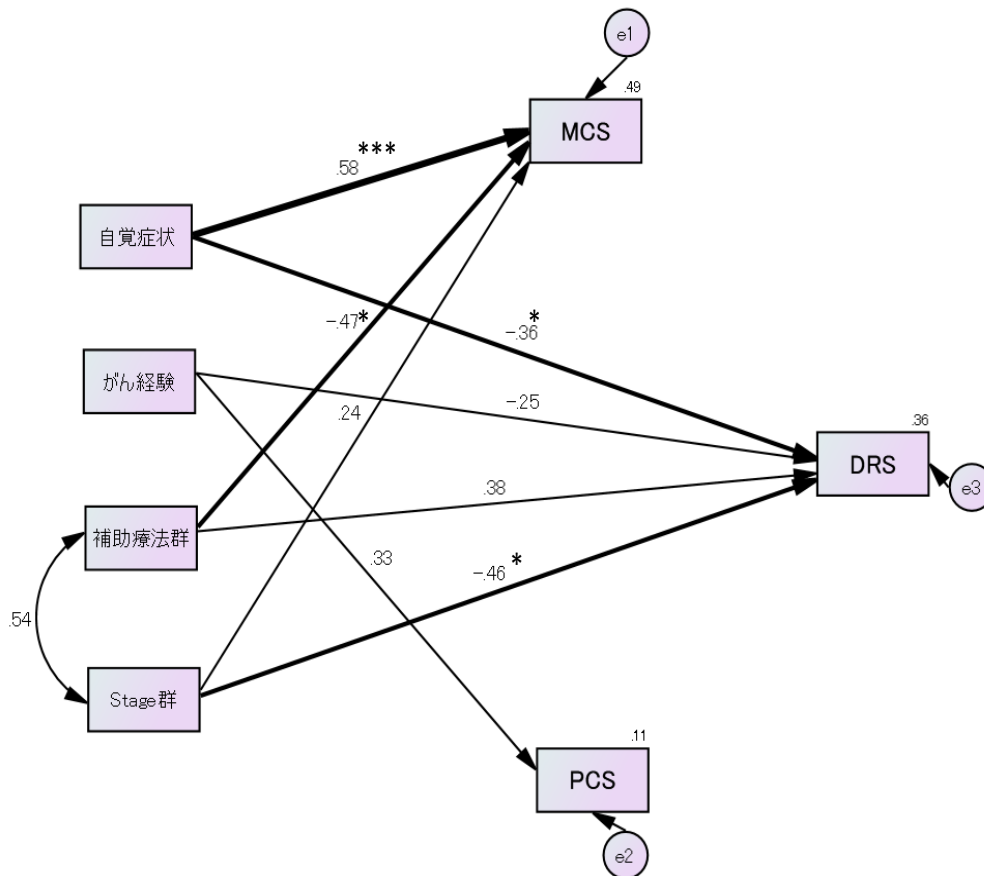 e1
.49
MCS
***
.58
自覚症状
-.47*
-.36*
がん経験
.24
-.25
.36
DRS
e3
.38
補助療法群
.33
-.46 *
.54
Stage群
.11
PCS
e2